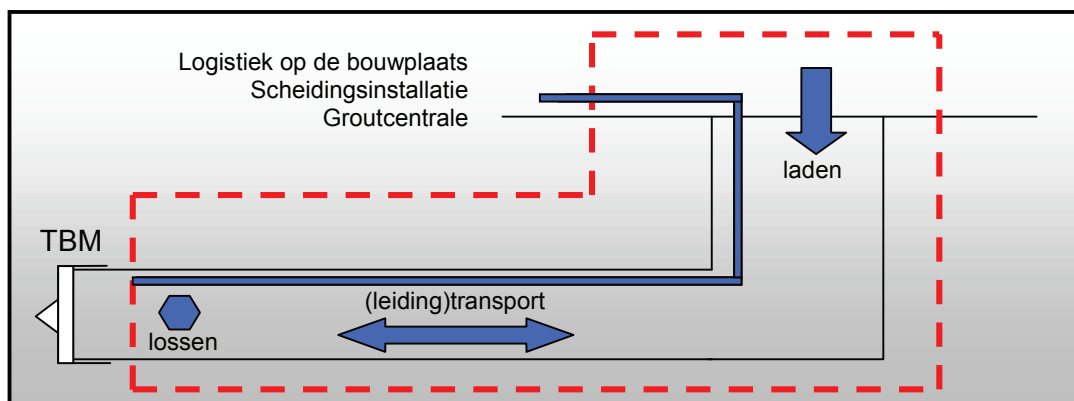 Logistiek op de bouwplaats
Scheidingsinstallatie
Groutcentrale
laden
TBM
(leiding)transport
lossen